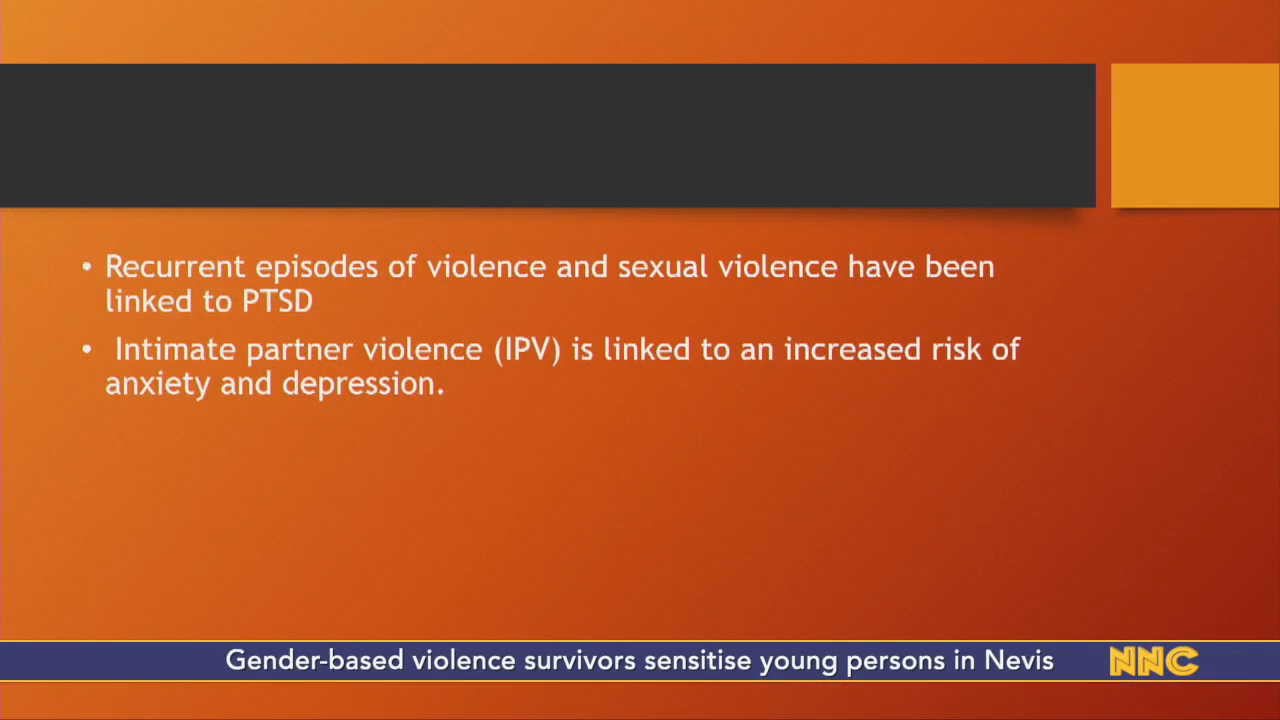 • Recurrent episodes of violence and sexual violence have been
linked to PTSD
• Intimate partner violence (IPV) is linked to an increased risk of
anxiety and depression.
Gender-based violence survivors sensitise young persons in Nevis
NNC